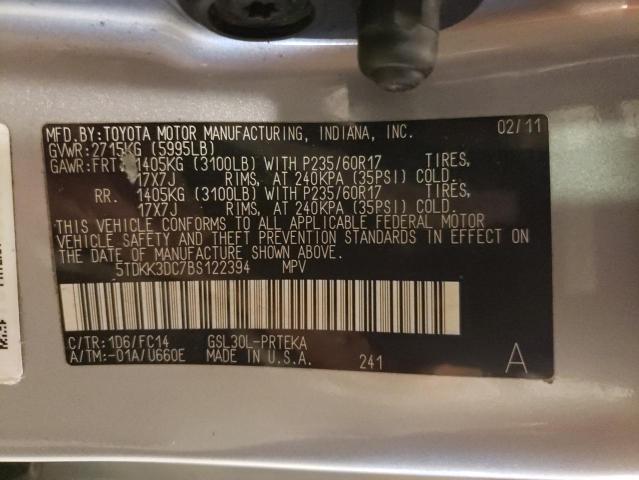 MFD.BY:TOYOTA MOTOR MANUFACTURING, INDIANA, INC. 02/11
GVWR:2715KG (5995LB)
GAWR:FRT. 1405KG (3100LB) WITH P235/60R17 TIRES,
17X7J RIMS, AT 240KPA (35PSI) COLD.
RR. 1405KG (3100LB) WITH P235/60R17 TIRES,
17X7J RIMS, AT 240KPA (35PSI) COLD.
THIS VEHICLE CONFORMS TO ALL APPLICABLE FEDERAL MOTOR
VEHICLE SAFETY AND THEFT PREVENTION STANDARDS IN EFFECT ON
THE DATE OF MANUFACTURE SHOWN ABOVE.
5TDKK3DC7BS122394 MPV
C/TR:1D6/FC14 GSL30L-PRTEKA
A/TM:-01A/U660E MADE IN U.S.A. 241 A